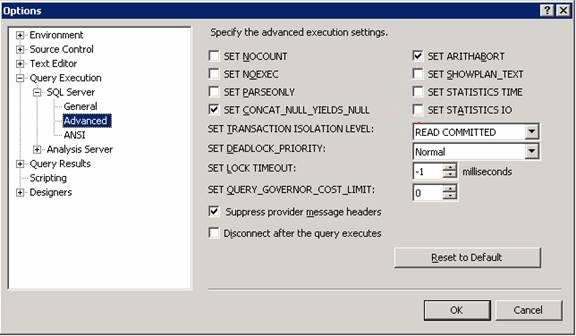 Options
Specify the advanced execution settings.
Environment
Source Control
Text Editor
Query Execution
SQL Server
General
Advanced
ANSI
Analysis Server
Query Results
Scripting
Designers
SET NOCOUNT
SET ARITHABORT
SET NOEXEC
SET SHOWPLAN_TEXT
SET PARSEONLY
SET STATISTICS TIME
SET CONCAT_NULL_YIELDS_NULL
SET STATISTICS IO
SET TRANSACTION ISOLATION LEVEL:
READ COMMITTED
SET DEADLOCK_PRIORITY:
Normal
SET LOCK TIMEOUT:
-1
milliseconds
SET QUERY_GOVERNOR_COST_LIMIT:
0
Suppress provider message headers
Disconnect after the query executes
Reset to Default
OK
Cancel